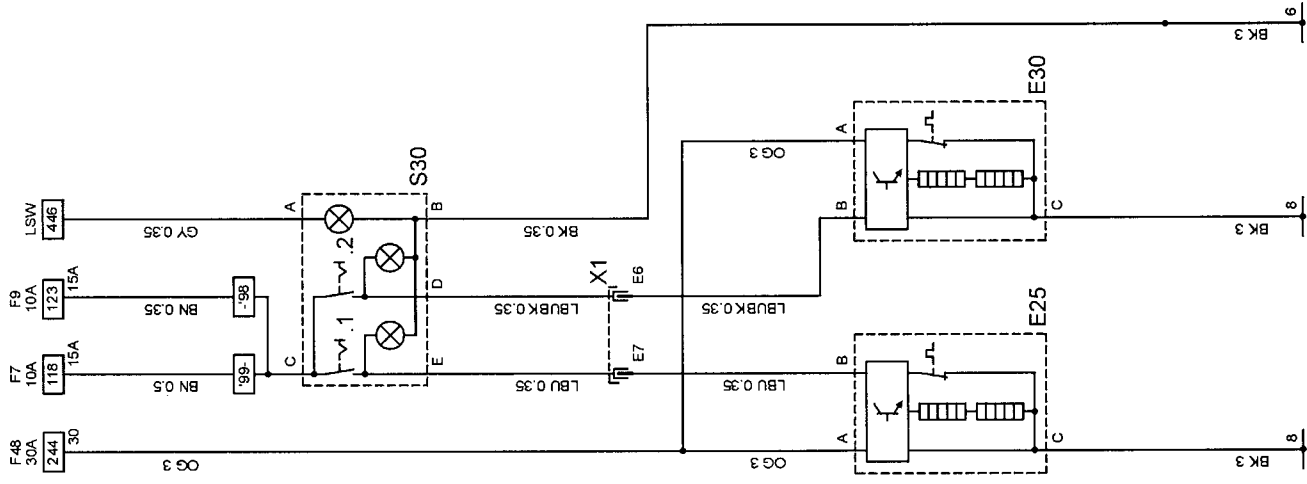 F48
30A
244
30
F7
10A
118
15A
F9
10A
123
15A
LSW
446
OG 3
BN 0.5
BN 0.35
GY 0.35
'99-
-'98
C
A
.1
.2
S30
E
D
B
LBU 0.35
LBUBK 0.35
BK 0.35
X1
E7
E6
LBU 0.35
LBUBK 0.35
OG 3
OG 3
A
B
B
A
E25
E30
C
C
BK 3
BK 3
BK 3
8
8
6